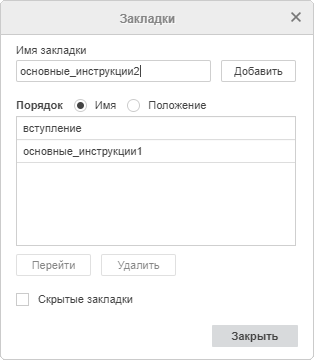 Закладки
Имя закладки
основные_инструкции2
Добавить
Порядок Имя Положение
вступление
основные_инструкции1
Перейти Удалить
Скрытые закладки
Закрыть